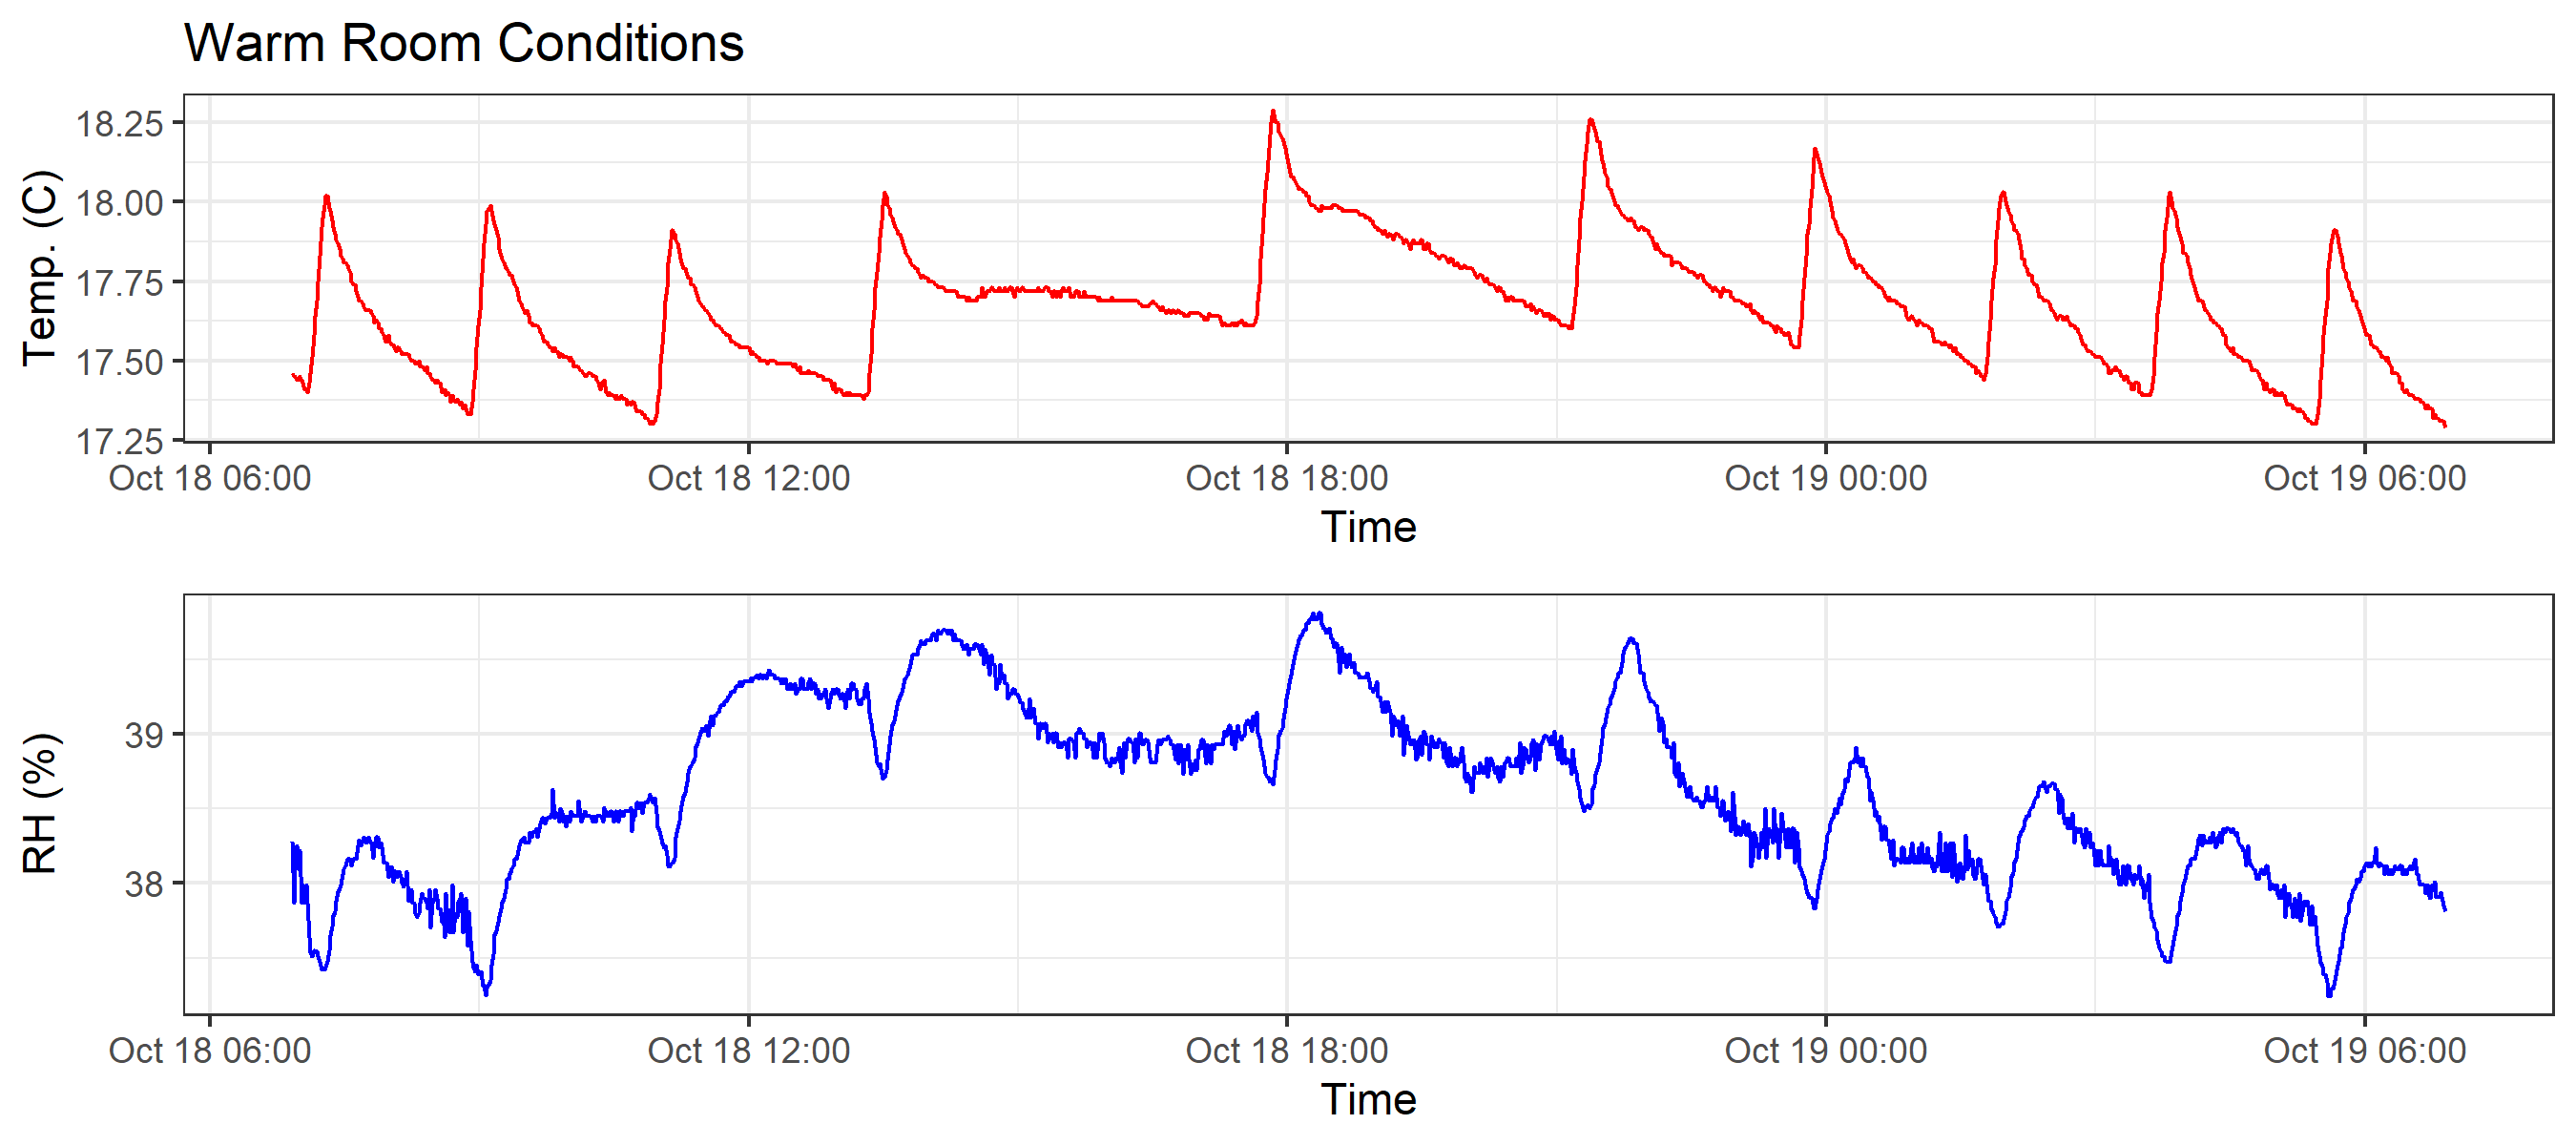 Warm Room Conditions
Temp. (C)
18.25
18.00
17.75
17.50
17.25
Oct 18 06:00 Oct 18 12:00 Oct 18 18:00 Oct 19 00:00 Oct 19 06:00
Time
RH (%)
39
38
Oct 18 06:00 Oct 18 12:00 Oct 18 18:00 Oct 19 00:00 Oct 19 06:00
Time